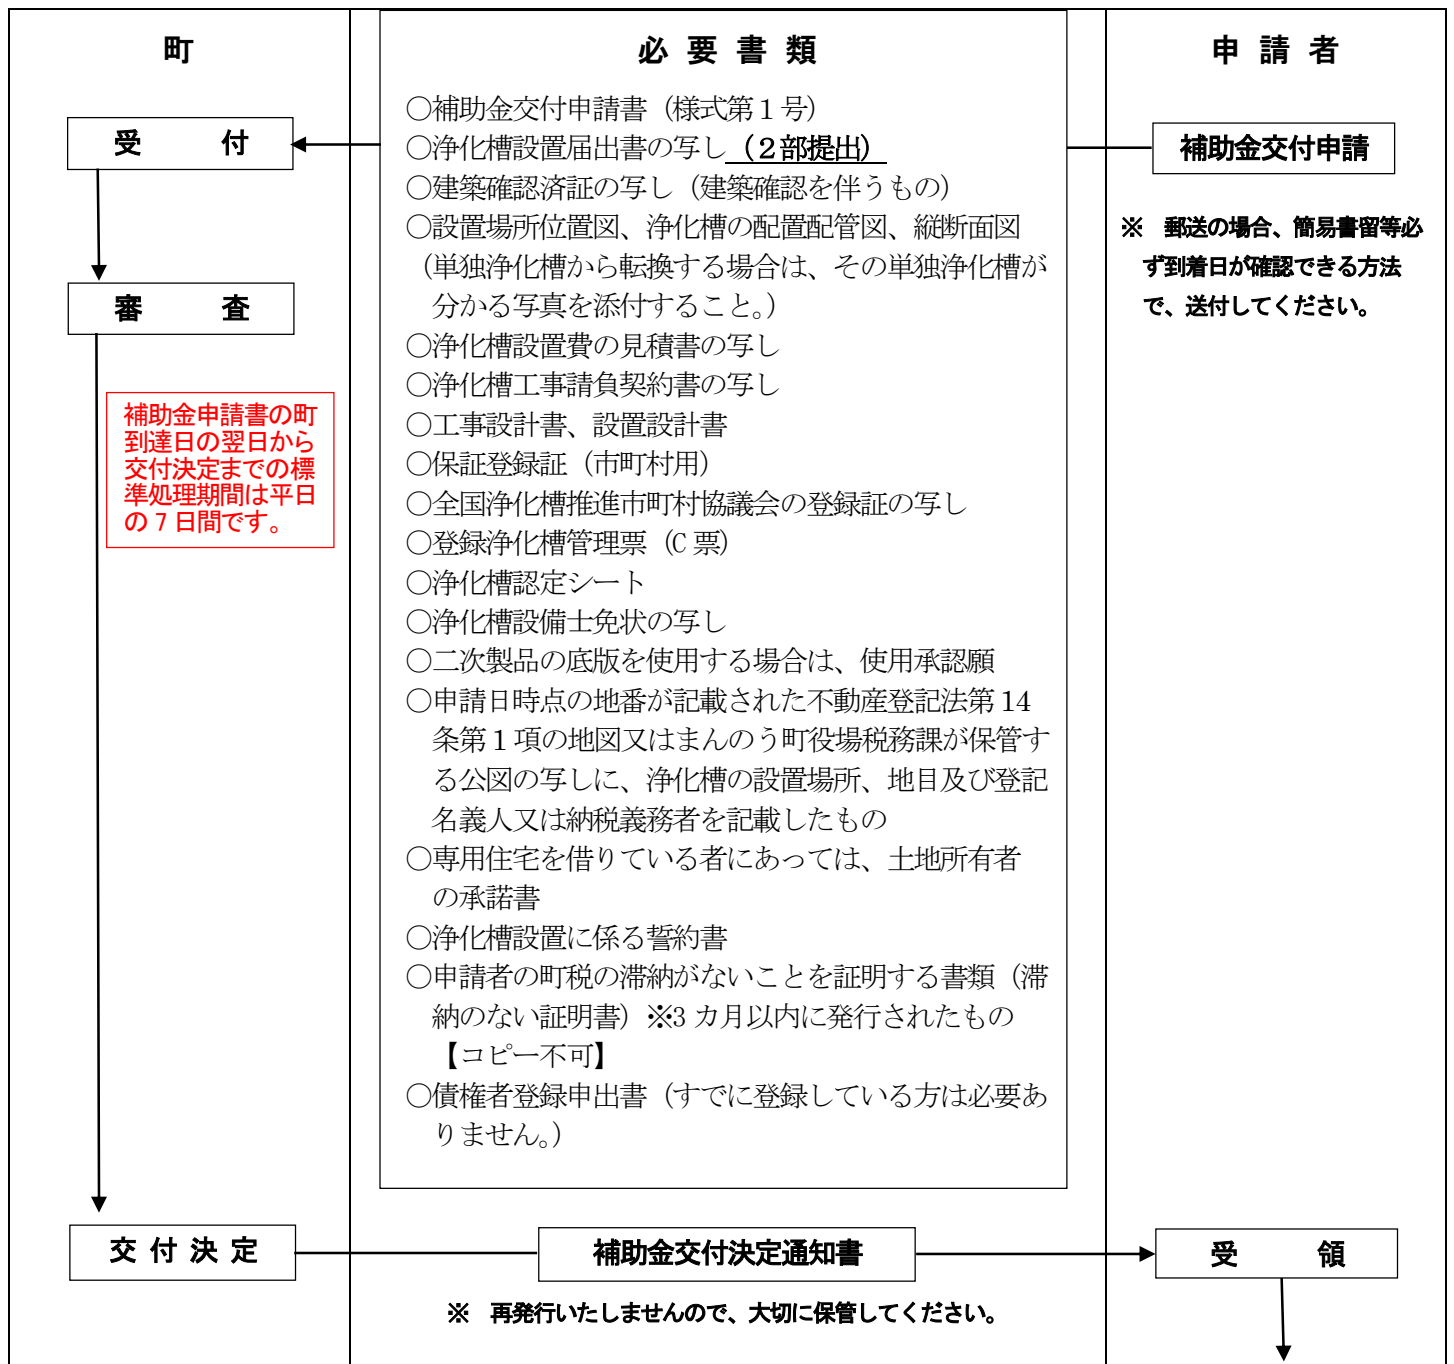 町
必要書類
申請者
受付
補助金交付申請
○補助金交付申請書（様式第１号）
○浄化槽設置届出書の写し（２部提出）
○建築確認済証の写し（建築確認を伴うもの）
○設置場所位置図、浄化槽の配置配管図、縦断面図
（単独浄化槽から転換する場合は、その単独浄化槽が
分かる写真を添付すること。）
○浄化槽設置費の見積書の写し
○浄化槽工事請負契約書の写し
○工事設計書、設置設計書
○保証登録証（市町村用）
○全国浄化槽推進市町村協議会の登録証の写し
○登録浄化槽管理票（C 票）
○浄化槽認定シート
○浄化槽設備士免状の写し
○二次製品の底版を使用する場合は、使用承認願
○申請日時点の地番が記載された不動産登記法第 14
条第１項の地図又はまんのう町役場税務課が保管す
る公図の写しに、浄化槽の設置場所、地目及び登記
名義人又は納税義務者を記載したもの
○専用住宅を借りている者にあっては、土地所有者
の承諾書
○浄化槽設置に係る誓約書
○申請者の町税の滞納がないことを証明する書類（滞
納のない証明書）※3 カ月以内に発行されたもの
【コピー不可】
○債権者登録申出書（すでに登録している方は必要あ
りません。）
※　郵送の場合、簡易書留等必
ず到着日が確認できる方法
で、送付してください。
審査
補助金申請書の町
到達日の翌日から
交付決定までの標
準処理期間は平日
の 7 日間です。
交付決定
補助金交付決定通知書
受領
※　再発行いたしませんので、大切に保管してください。